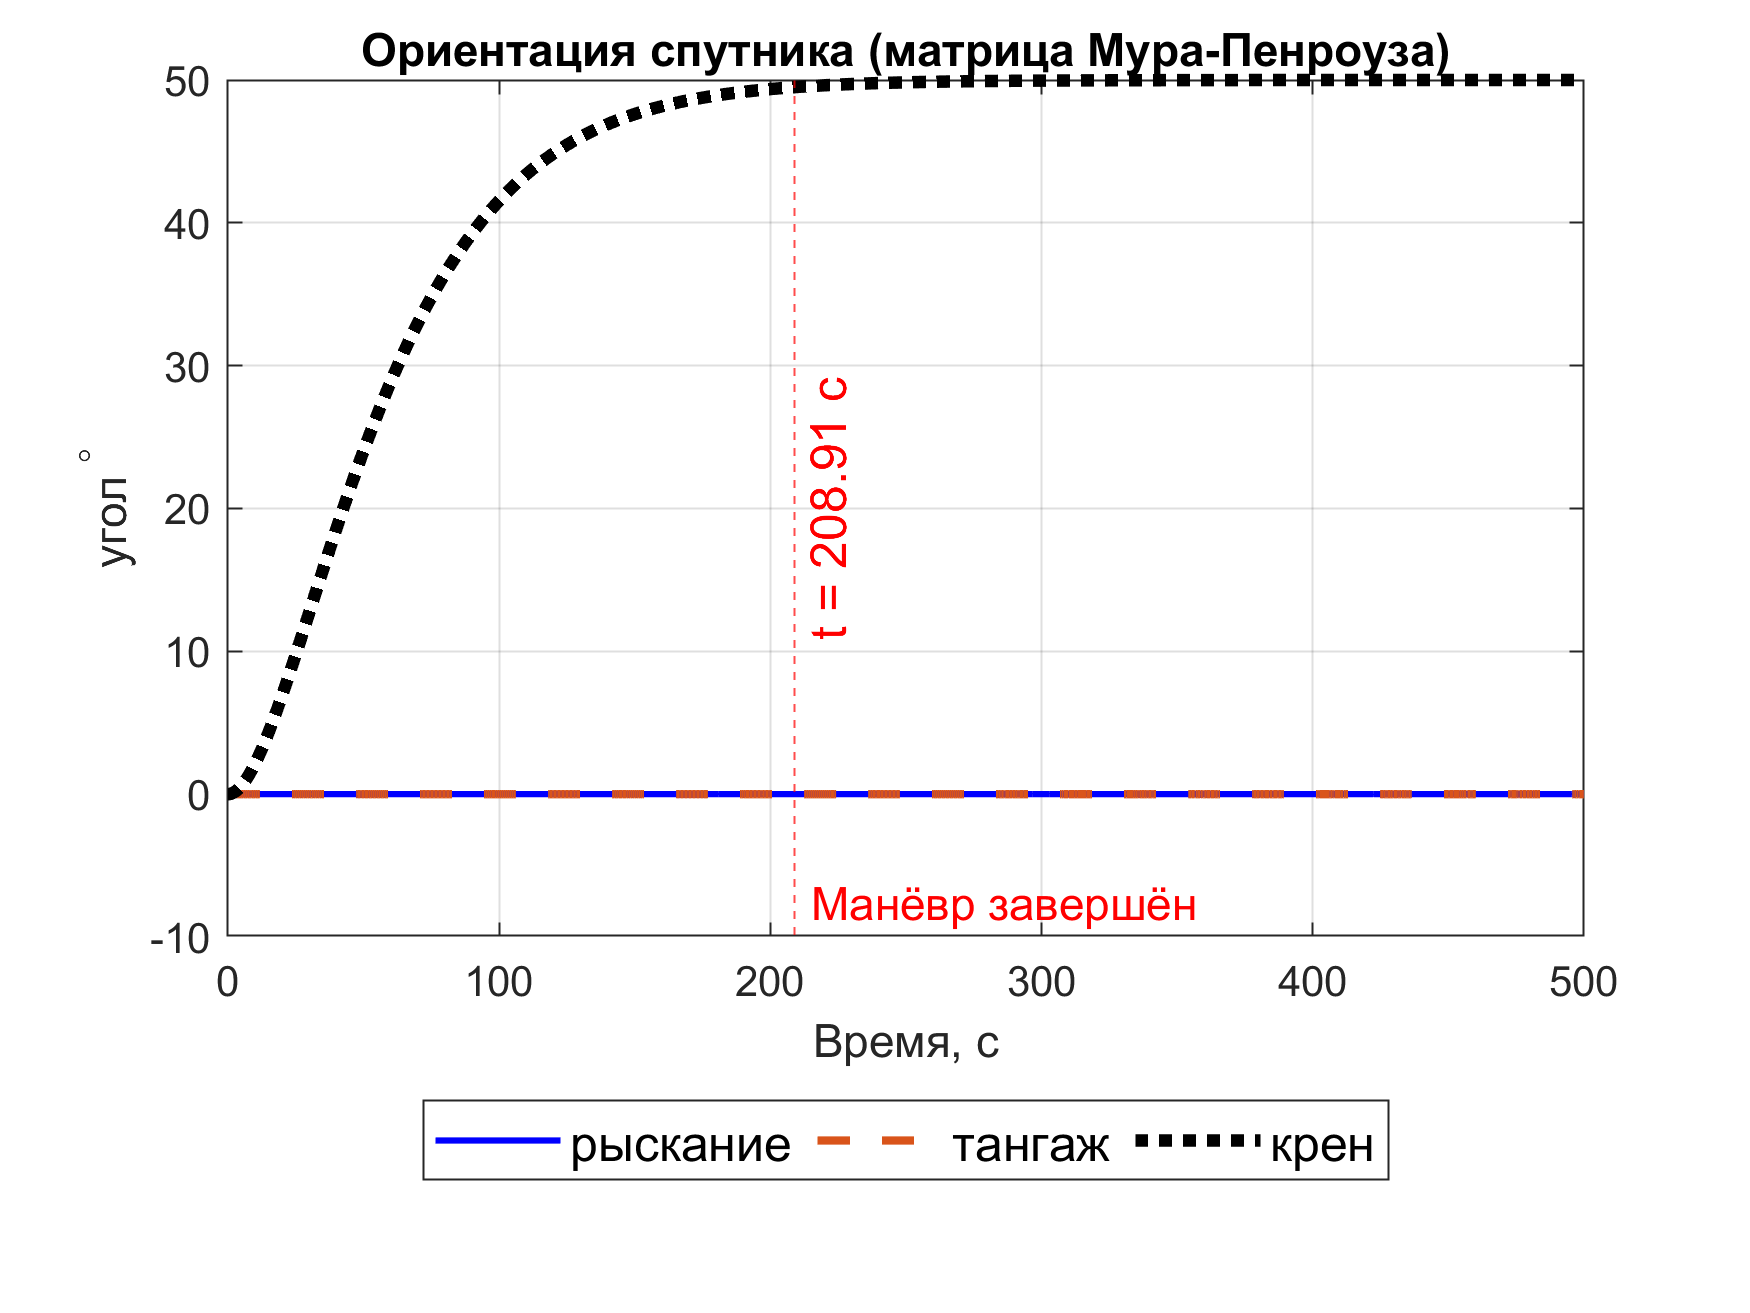 Ориентация спутника (матрица Мура-Пенроуза)
50
40
30
20
10
0
-10
угол °
t = 208.91 с
Манёвр завершён
0 100 200 300 400 500
Время, с
рыскание тангаж крен